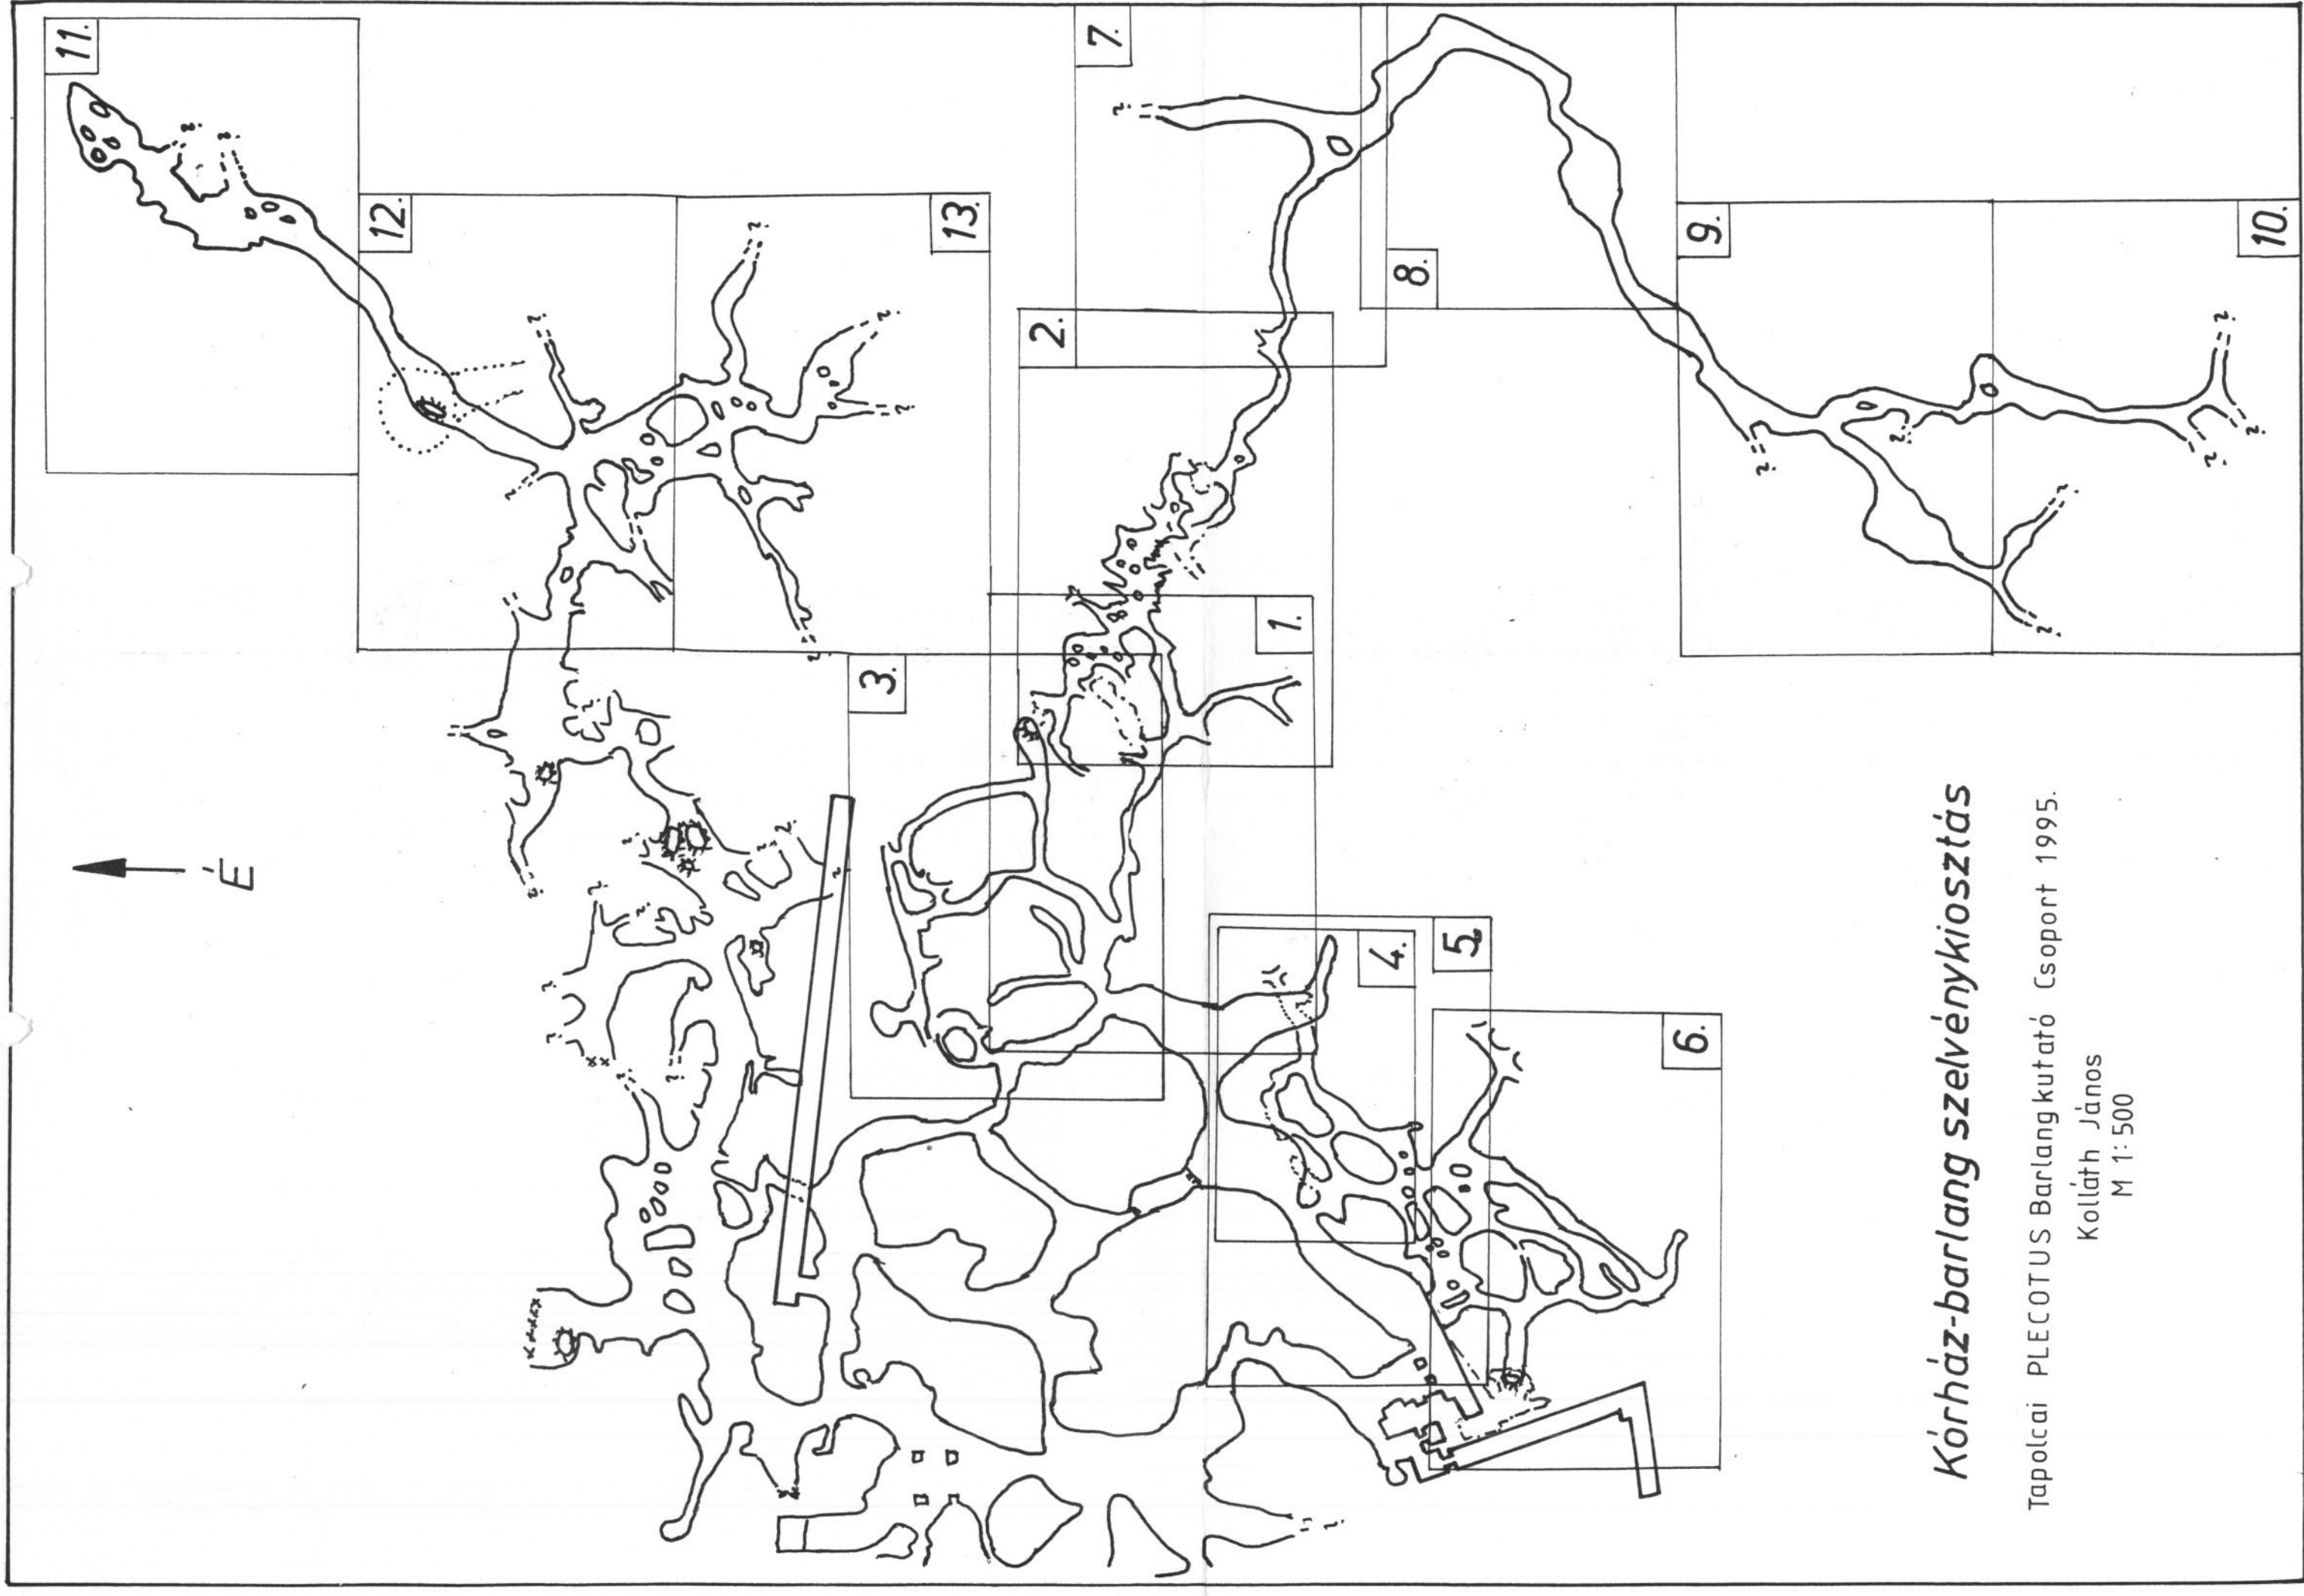 11.
12.
13.
7.
2.
8.
9.
10.
1.
3.
4.
5.
6.
É
Kórház-barlang szelvénykiosztás
Tapolcai PLECOTUS Barlangkutató Csoport 1995.
Kolláth János
M 1:500